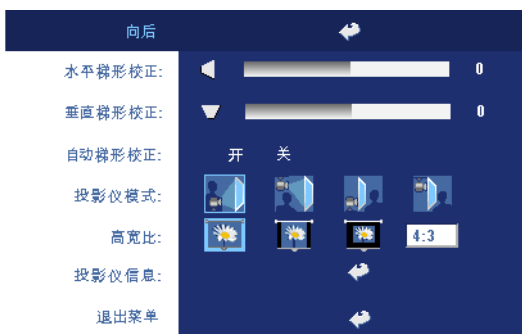 向后
水平梯形校正: 0
垂直梯形校正: 0
自动梯形校正: 开 关
投影仪模式:
高宽比: 4:3
投影仪信息:
退出菜单